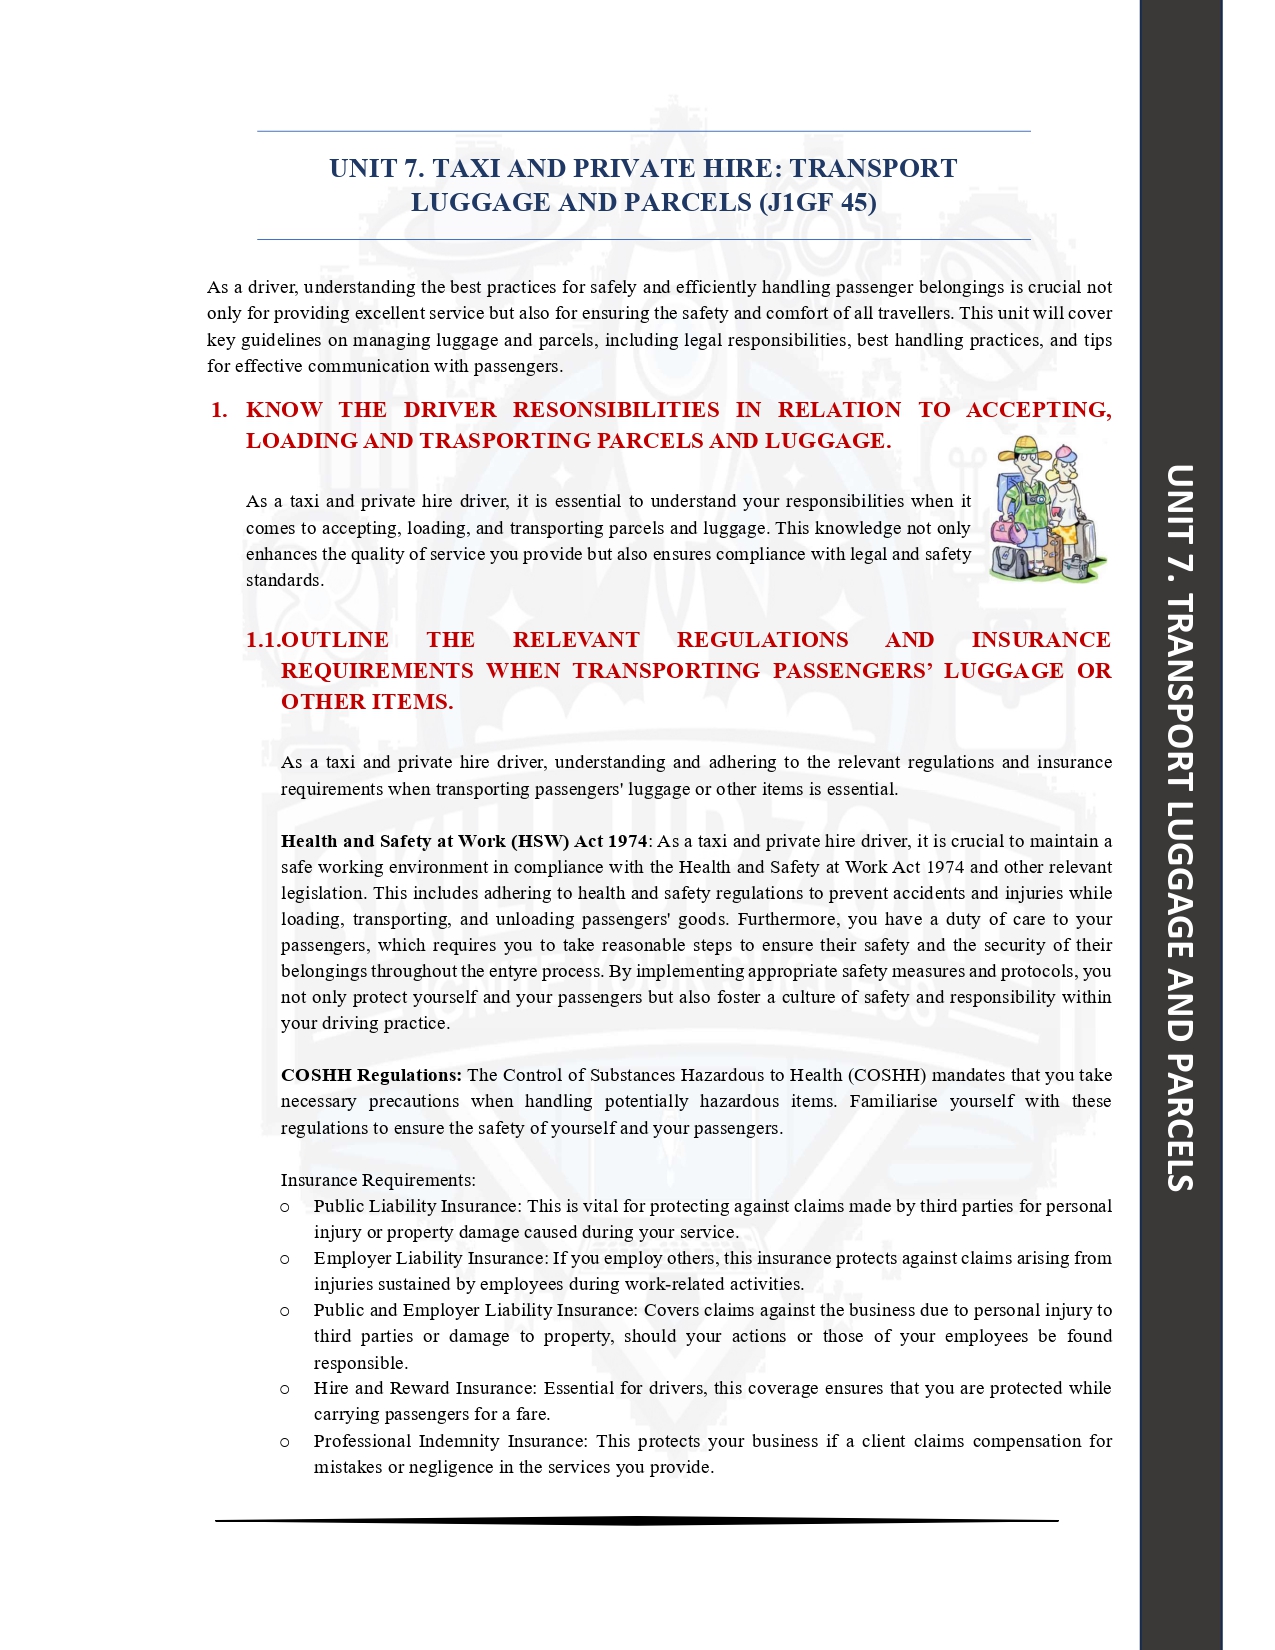 UNIT 7. TAXI AND PRIVATE HIRE: TRANSPORT
LUGGAGE AND PARCELS (J1GF 45)
As a driver, understanding the best practices for safely and efficiently handling passenger belongings is crucial not
only for providing excellent service but also for ensuring the safety and comfort of all travellers. This unit will cover
key guidelines on managing luggage and parcels, including legal responsibilities, best handling practices, and tips
for effective communication with passengers.
1. KNOW THE DRIVER RESONSIBILITIES IN RELATION TO ACCEPTING,
LOADING AND TRASPORTING PARCELS AND LUGGAGE.
As a taxi and private hire driver, it is essential to understand your responsibilities when it
comes to accepting, loading, and transporting parcels and luggage. This knowledge not only
enhances the quality of service you provide but also ensures compliance with legal and safety
standards.
1.1.OUTLINE THE RELEVANT REGULATIONS AND INSURANCE
REQUIREMENTS WHEN TRANSPORTING PASSENGERS’ LUGGAGE OR
OTHER ITEMS.
As a taxi and private hire driver, understanding and adhering to the relevant regulations and insurance
requirements when transporting passengers' luggage or other items is essential.
Health and Safety at Work (HSW) Act 1974: As a taxi and private hire driver, it is crucial to maintain a
safe working environment in compliance with the Health and Safety at Work Act 1974 and other relevant
legislation. This includes adhering to health and safety regulations to prevent accidents and injuries while
loading, transporting, and unloading passengers' goods. Furthermore, you have a duty of care to your
passengers, which requires you to take reasonable steps to ensure their safety and the security of their
belongings throughout the entyre process. By implementing appropriate safety measures and protocols, you
not only protect yourself and your passengers but also foster a culture of safety and responsibility within
your driving practice.
COSHH Regulations: The Control of Substances Hazardous to Health (COSHH) mandates that you take
necessary precautions when handling potentially hazardous items. Familiarise yourself with these
regulations to ensure the safety of yourself and your passengers.
Insurance Requirements:
o Public Liability Insurance: This is vital for protecting against claims made by third parties for personal
injury or property damage caused during your service.
o Employer Liability Insurance: If you employ others, this insurance protects against claims arising from
injuries sustained by employees during work-related activities.
o Public and Employer Liability Insurance: Covers claims against the business due to personal injury to
third parties or damage to property, should your actions or those of your employees be found
responsible.
o Hire and Reward Insurance: Essential for drivers, this coverage ensures that you are protected while
carrying passengers for a fare.
o Professional Indemnity Insurance: This protects your business if a client claims compensation for
mistakes or negligence in the services you provide.
UNIT 7. TRANSPORT LUGGAGE AND PARCELS